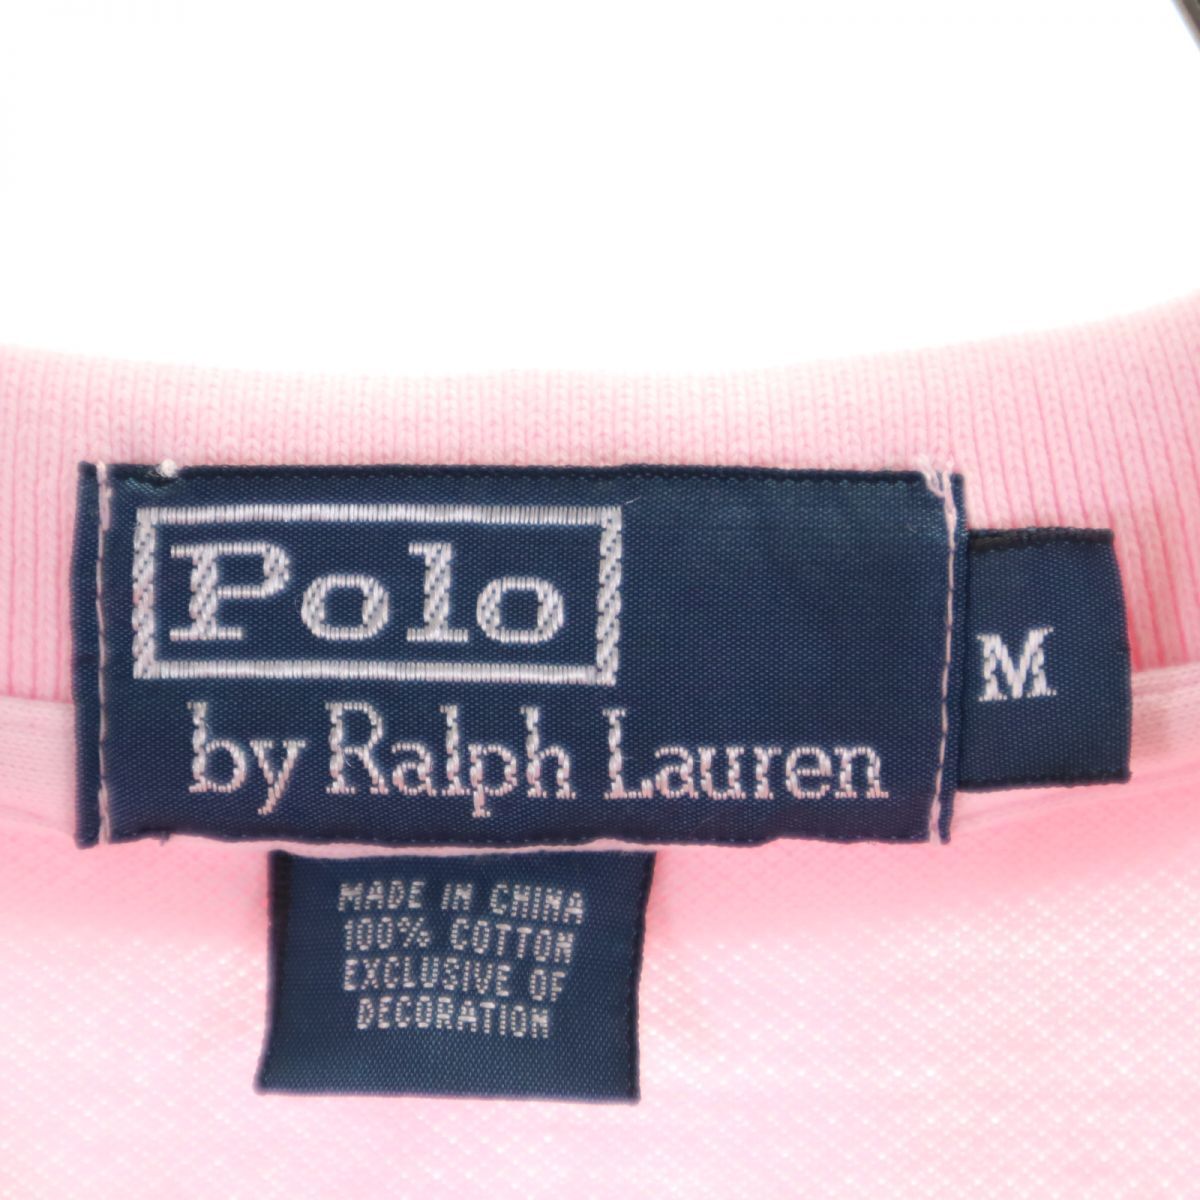 Polo
by Ralph Lauren
M
MADE IN CHINA
100% COTTON
EXCLUSIVE OF
DECORATION